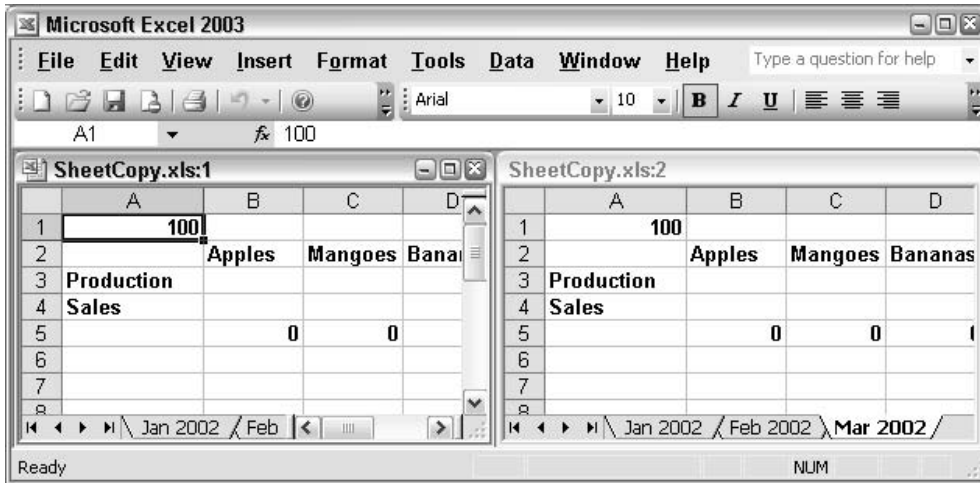 Microsoft Excel 2003
File Edit View Insert Format Tools Data Window Help Type a question for help
Arial 10 B I U
A1 fx 100
SheetCopy.xls:1
A B C D
1 100
2 Apples Mangoes Banar
3 Production
4 Sales
5 0 0
6
7
8
Jan 2002 Feb
SheetCopy.xls:2
A B C D
1 100
2 Apples Mangoes Bananas
3 Production
4 Sales
5 0 0
6
7
8
Jan 2002 Feb 2002 Mar 2002
Ready NUM